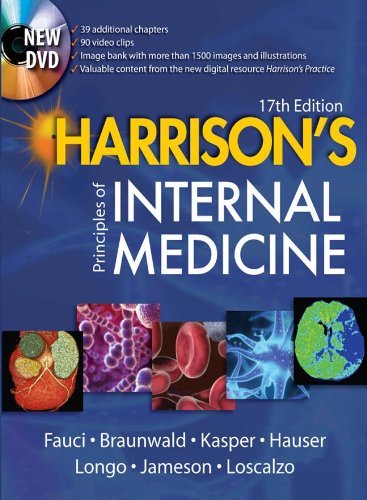 NEW
DVD
✓ 39 additional chapters
✓ 90 video clips
✓ Image bank with more than 1500 images and illustrations
✓ Valuable content from the new digital resource Harrison's Practice
17th Edition
HARRISON'S
Principles of
INTERNAL
MEDICINE
Fauci • Braunwald • Kasper • Hauser
Longo • Jameson • Loscalzo